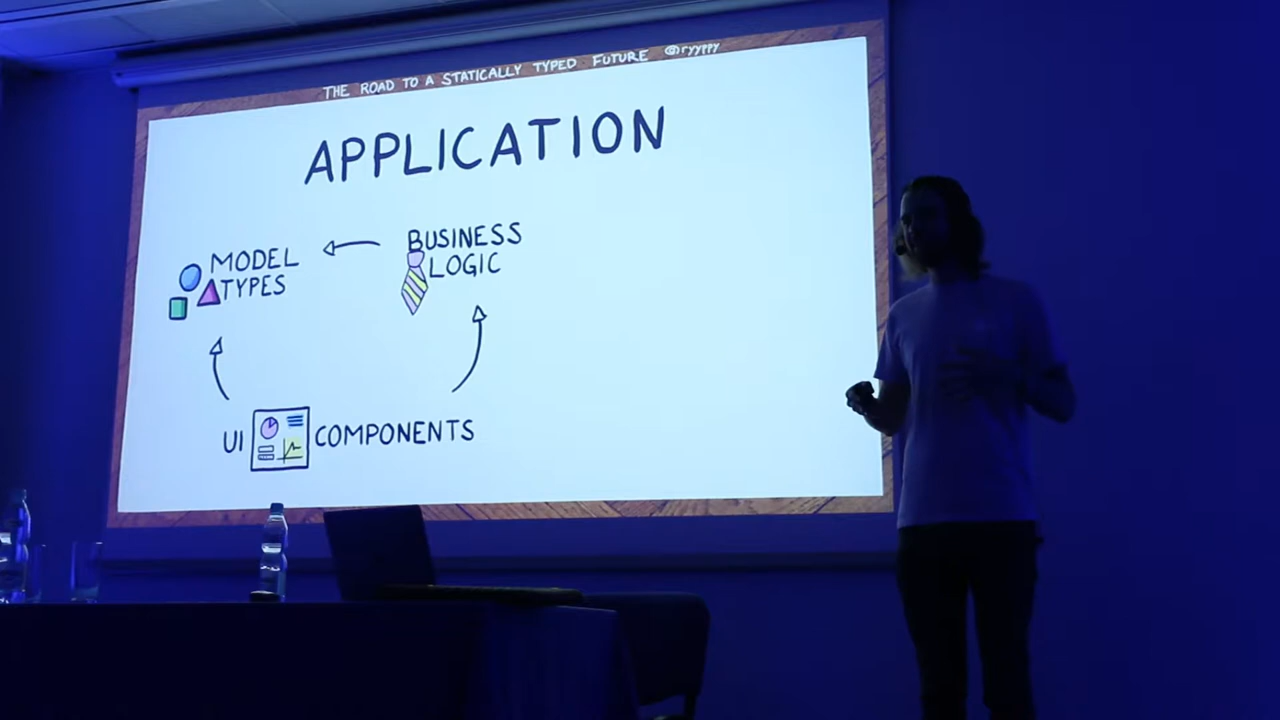 THE ROAD TO A STATICALLY TYPED FUTURE @ryyppy
APPLICATION
MODEL
TYPES
BUSINESS
LOGIC
UI COMPONENTS